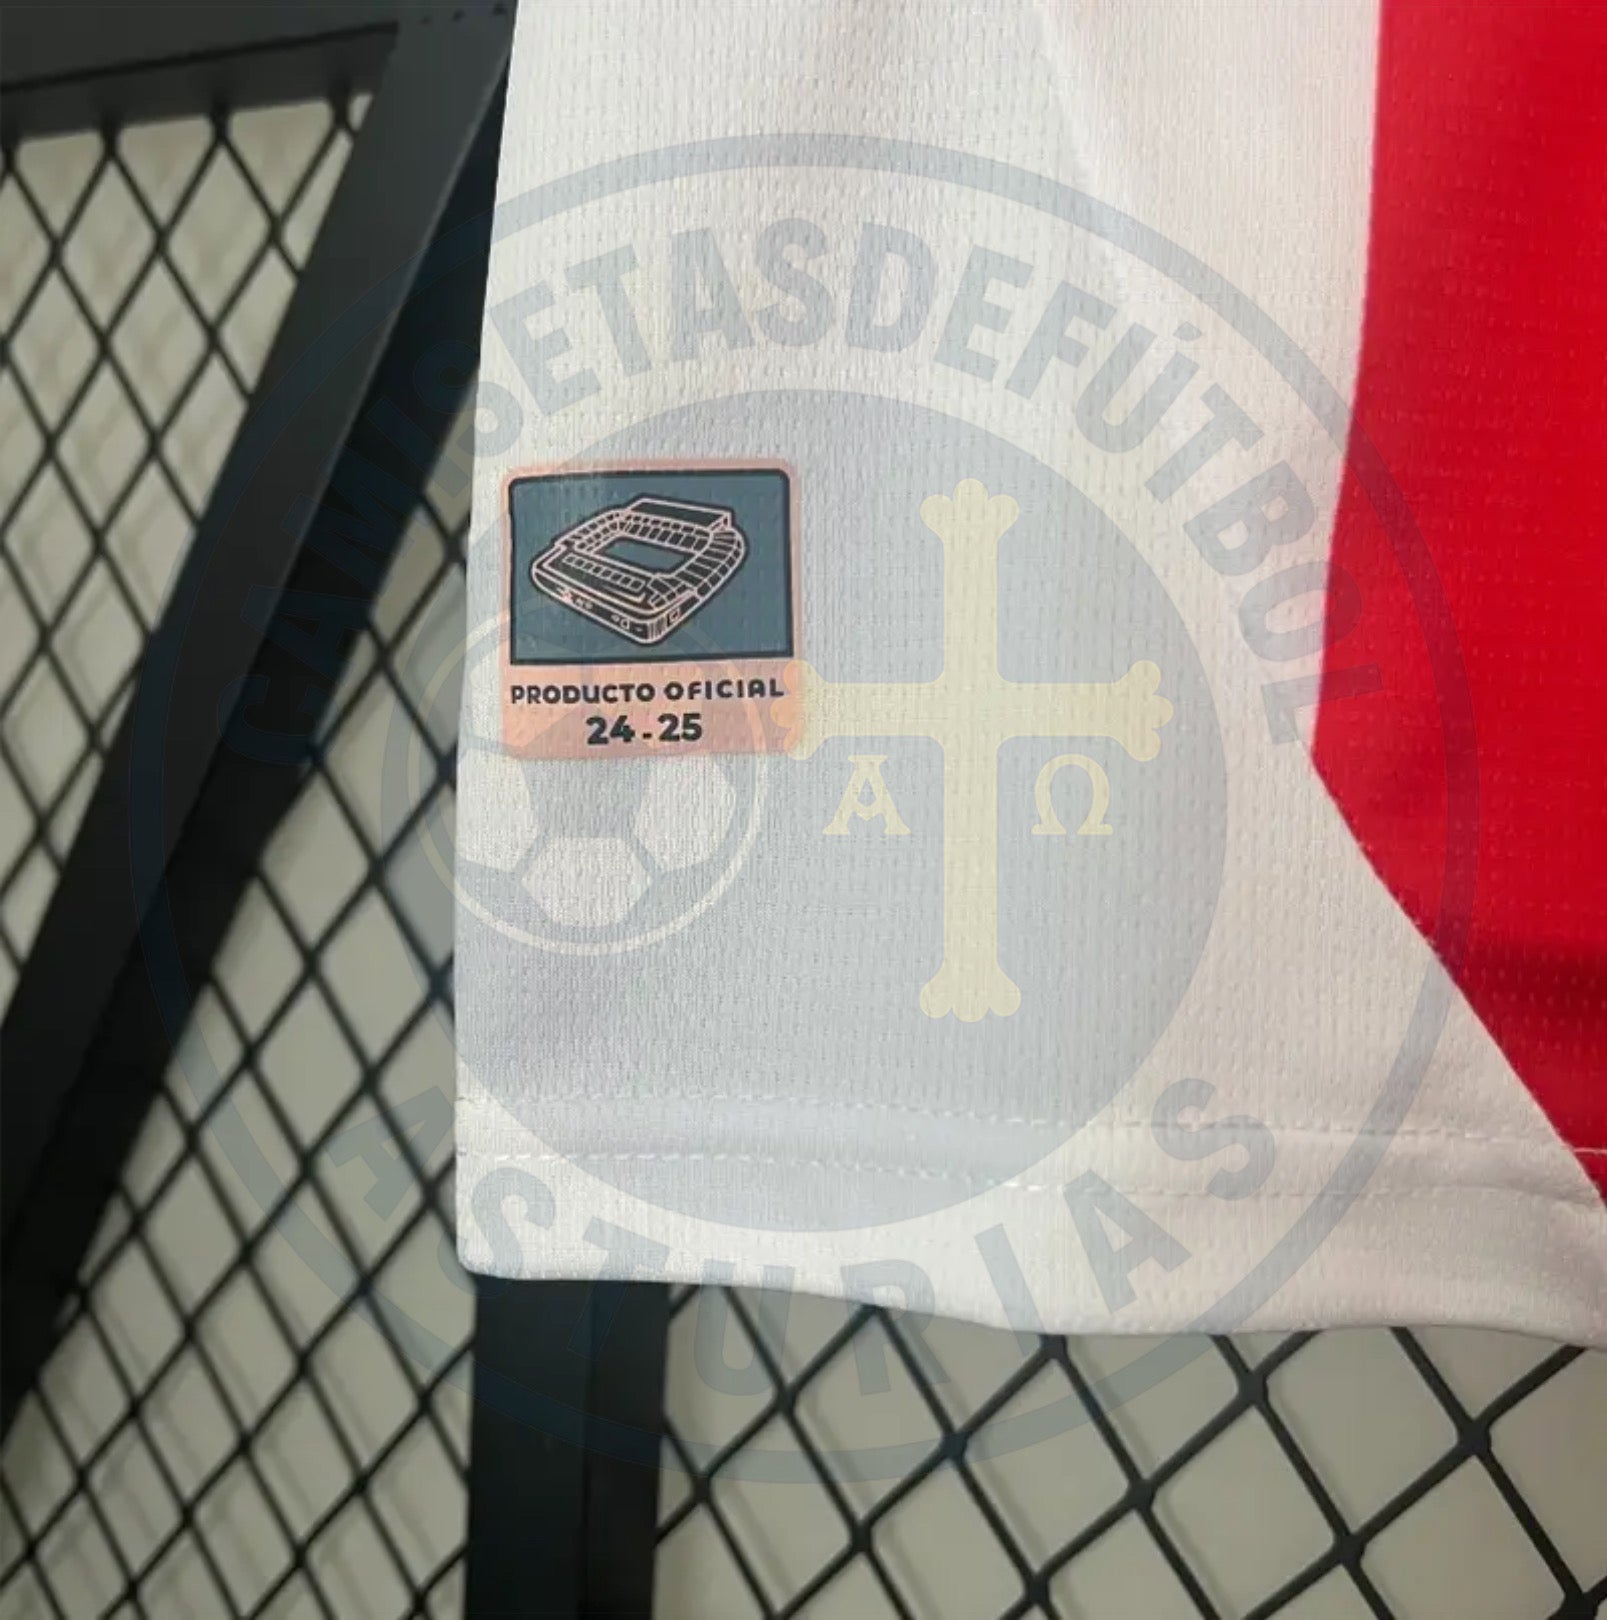 CAMISETASDEFÚTBOL
PRODUCTO OFICIAL
24-25
Α Ω
ASTURIAS